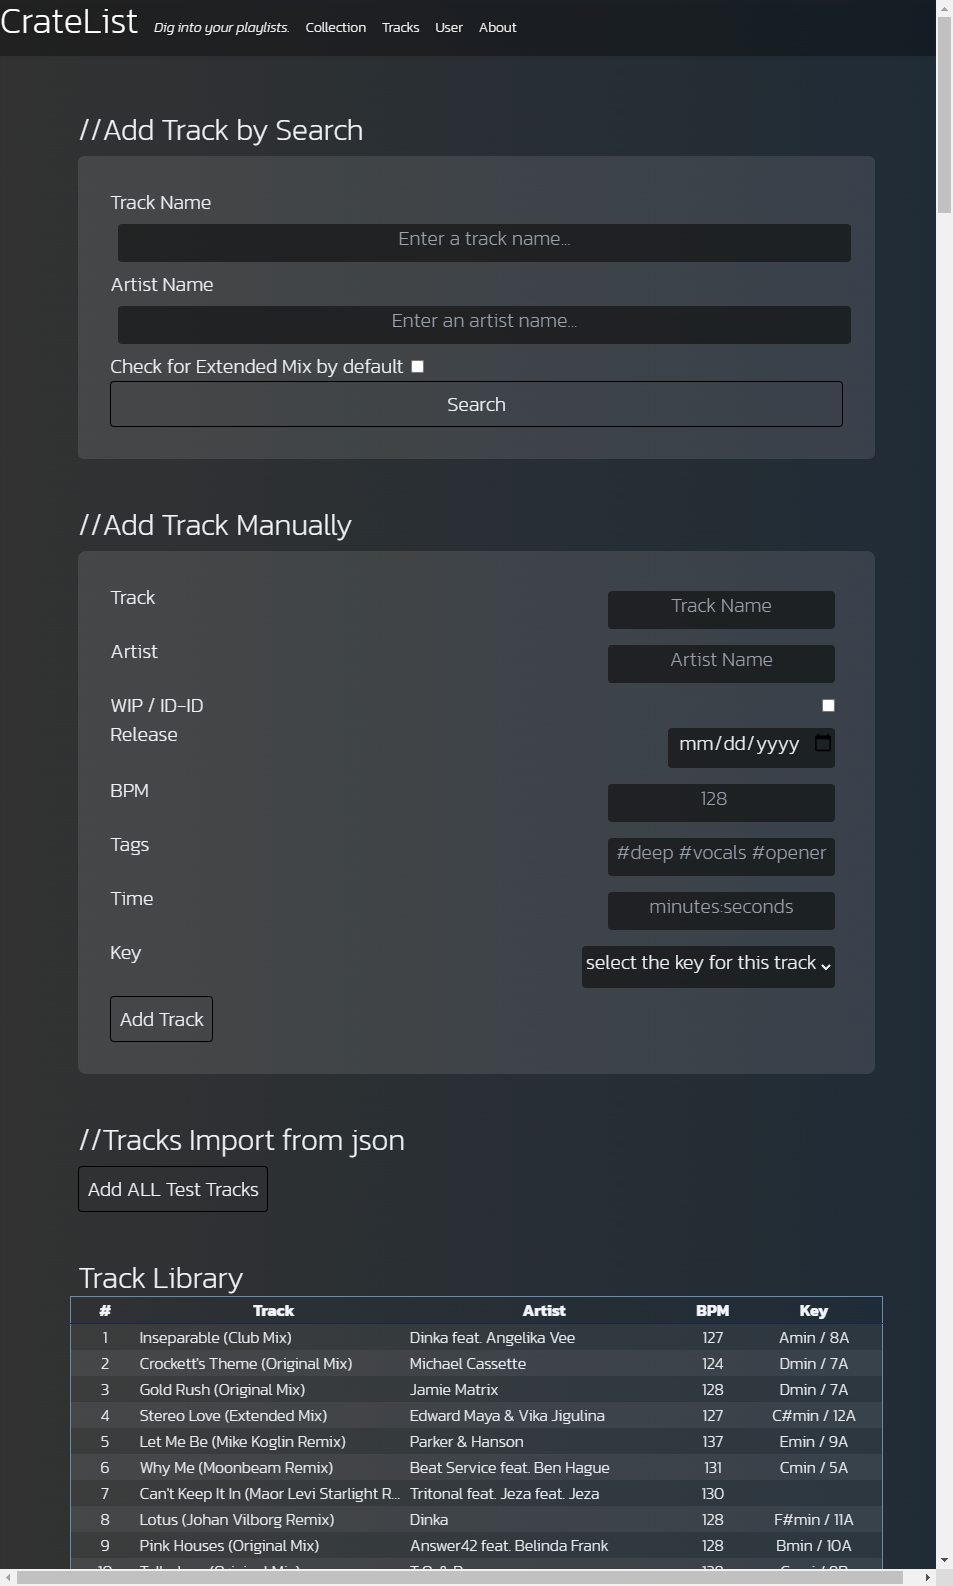 CrateList Dig into your playlists. Collection Tracks User About
//Add Track by Search
Track Name
Enter a track name...
Artist Name
Enter an artist name...
Check for Extended Mix by default
Search
//Add Track Manually
Track Track Name
Artist Artist Name
WIP / ID-ID
Release mm/dd/yyyy
BPM 128
Tags #deep #vocals #opener
Time minutes:seconds
Key select the key for this track
Add Track
//Tracks Import from json
Add ALL Test Tracks
Track Library
# Track Artist BPM Key
1 Inseparable (Club Mix) Dinka feat. Angelika Vee 127 Amin / 8A
2 Crockett's Theme (Original Mix) Michael Cassette 124 Dmin / 7A
3 Gold Rush (Original Mix) Jamie Matrix 128 Dmin / 7A
4 Stereo Love (Extended Mix) Edward Maya & Vika Jigulina 127 C#min / 12A
5 Let Me Be (Mike Koglin Remix) Parker & Hanson 137 Emin / 9A
6 Why Me (Moonbeam Remix) Beat Service feat. Ben Hague 131 Cmin / 5A
7 Can't Keep It In (Maor Levi Starlight R... Tritonal feat. Jeza feat. Jeza 130
8 Lotus (Johan Vilborg Remix) Dinka 128 F#min / 11A
9 Pink Houses (Original Mix) Answer42 feat. Belinda Frank 128 Bmin / 10A